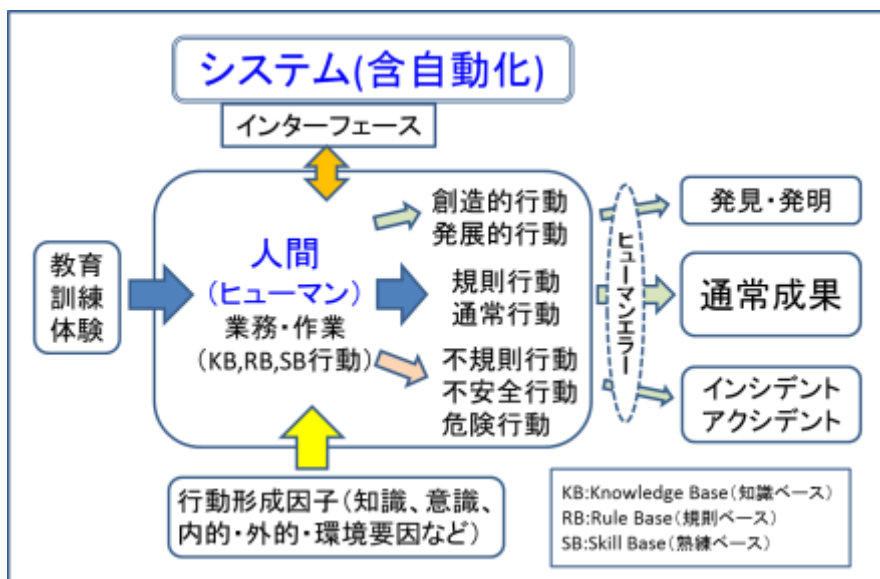 システム(含自動化)
インターフェース
教育
訓練
体験
人間
(ヒューマン)
業務・作業
(KB,RB,SB行動)
創造的行動
発展的行動
規則行動
通常行動
不規則行動
不安全行動
危険行動
ヒューマンエラー
発見・発明
通常成果
インシデント
アクシデント
行動形成因子(知識、意識、
内的・外的・環境要因など)
KB:Knowledge Base(知識ベース)
RB:Rule Base(規則ベース)
SB:Skill Base(熟練ベース)